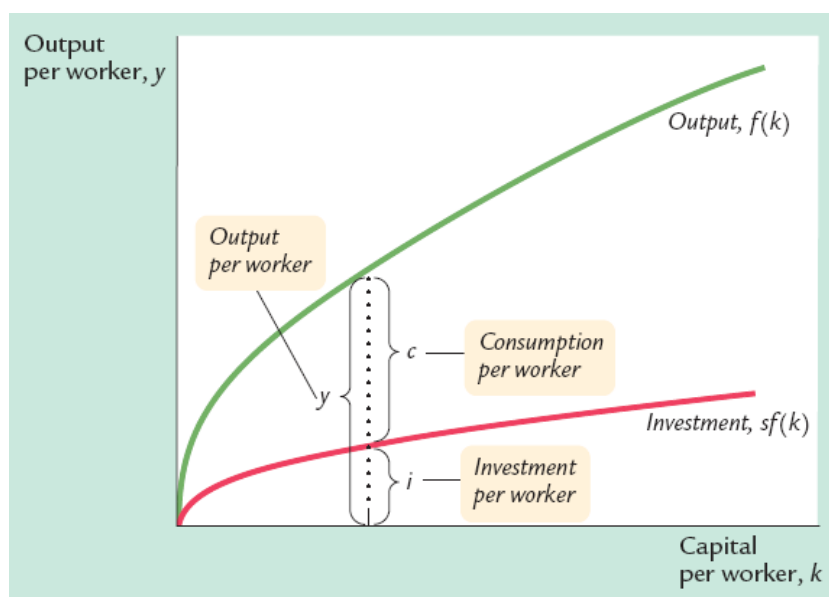 Output
per worker, y
Output, f(k)
Output
per worker
Consumption
per worker
c
y
Investment, sf(k)
Investment
per worker
i
Capital
per worker, k